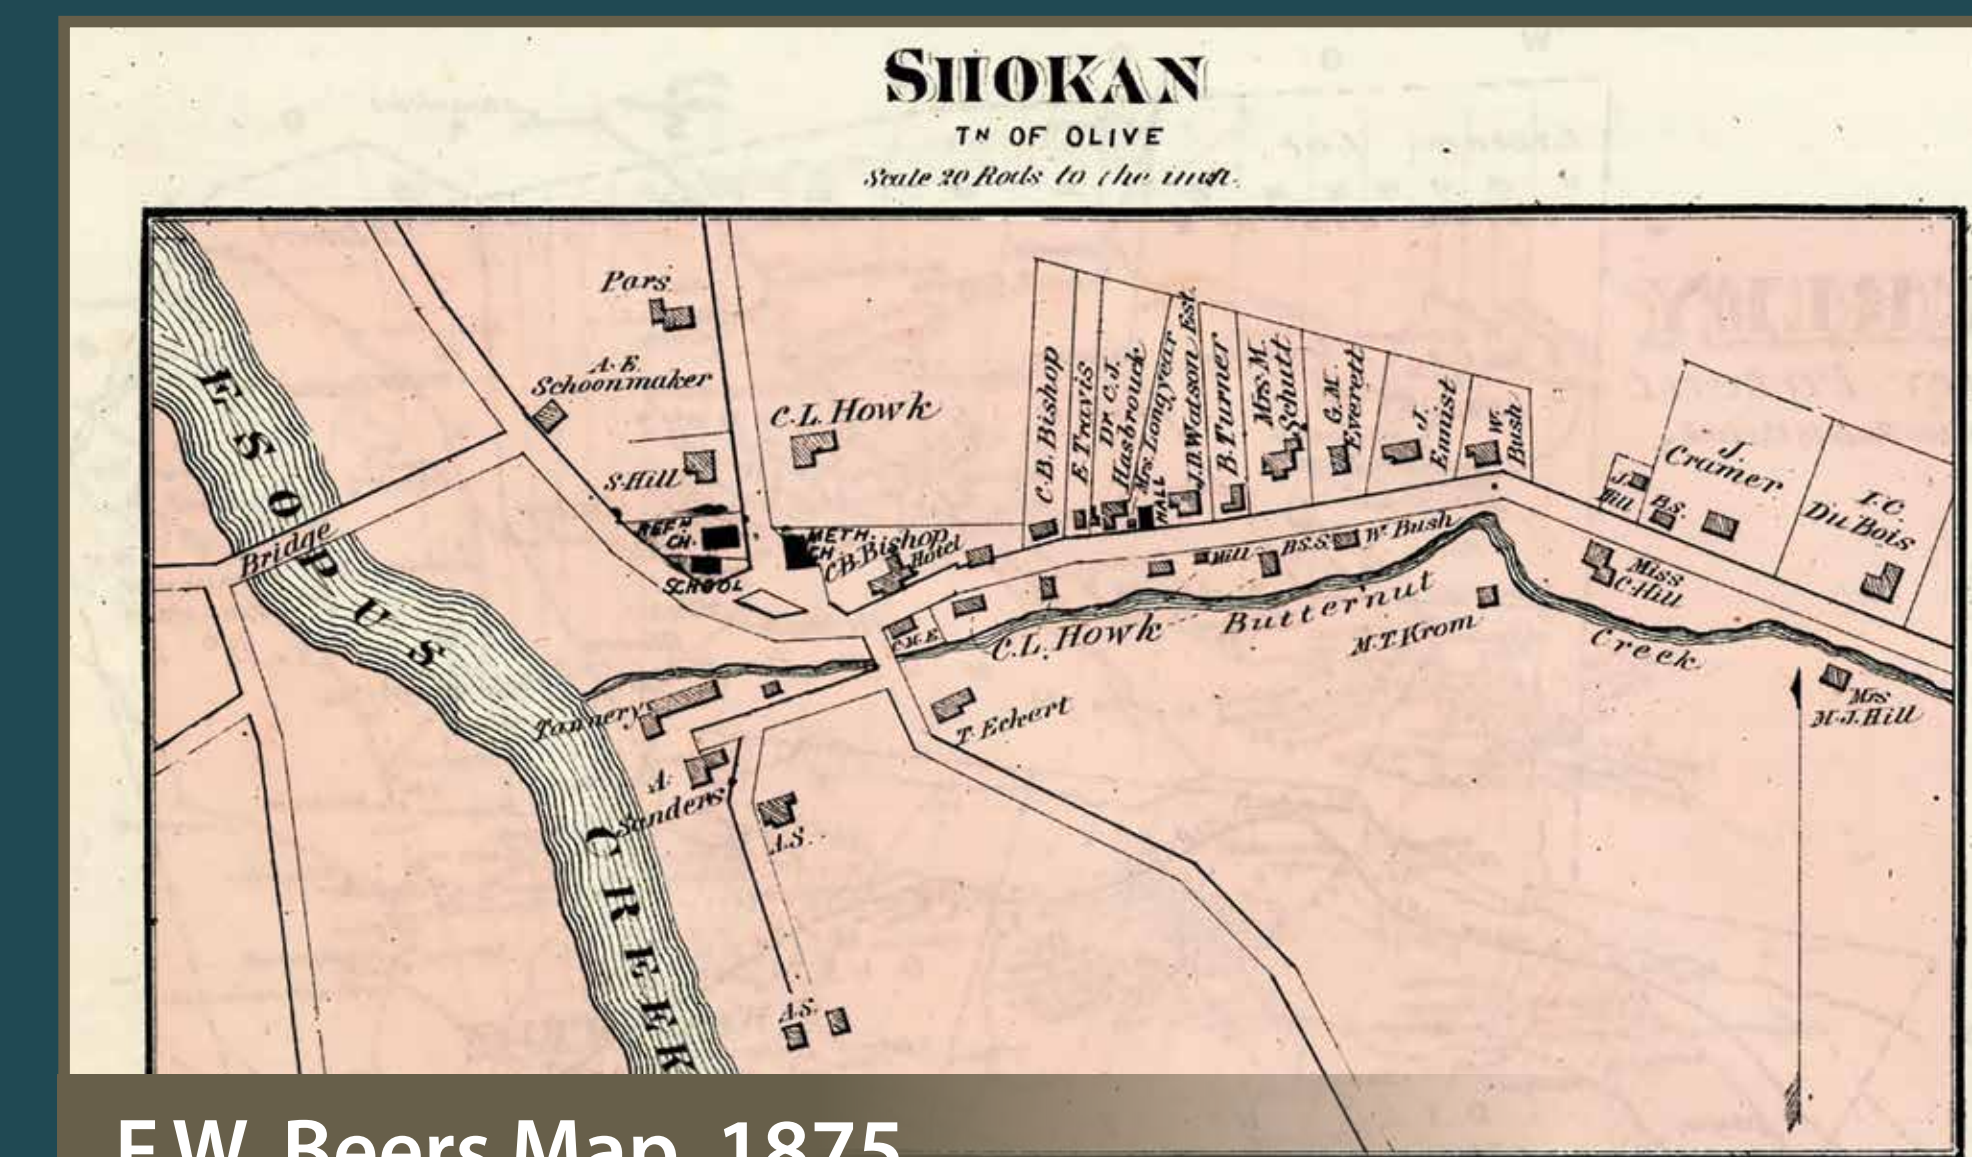 SHOKAN
TN OF OLIVE
Scale 20 Rods to the inch.
Pars.
A. E.
Schoonmaker
C. L. Howk
S. Hill
REF'D
CH.
SCHOOL
METH.
CH.
C.B. Bishop
Hotel
C.B. Bishop
E. Travis
Dr. C. J.
Hasbrouck
Mrs. Longyear
HALL
J.D. Watson Est.
B. Turner
Mrs. M.
Schutt
G. M.
Everett
J.
Ennist
W.
Bush
J.
Hill
B.S.
J.
Cramer
Du Bois
Bridge
ESOPUS
CREEK
C.M.E.
C.L. Howk
Mill
B.S.S.
W. Bush
Butternut
Creek
M.T. Krom
Miss
C. Hill
Mrs
M. J. Hill
Tannery
T. Eckert
A.
Sanders
A.S.
A.S.
F.W. Beers Map, 1875